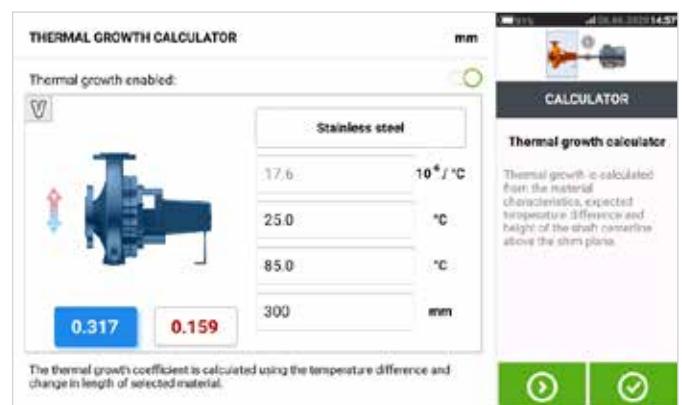 THERMAL GROWTH CALCULATOR
mm
Thermal growth enabled:
Stainless steel
17.6
10⁻⁶/ °C
25.0
°C
85.0
°C
300
mm
0.317
0.159
The thermal growth coefficient is calculated using the temperature difference and
change in length of selected material.
14:57
CALCULATOR
Thermal growth calculator
Thermal growth is calculated
from the material
characteristics, expected
temperature difference and
height of the shaft centerline
above the shim plane.